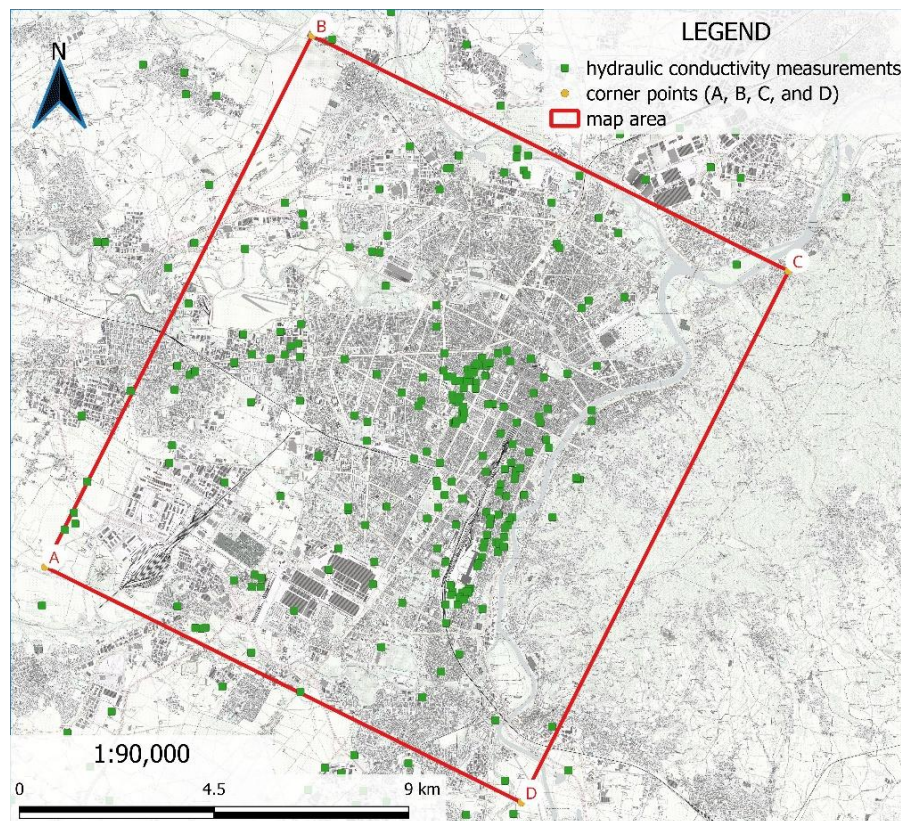 B
LEGEND
N
hydraulic conductivity measurements
corner points (A, B, C, and D)
map area
C
A
1:90,000
0 4.5 9 km
D